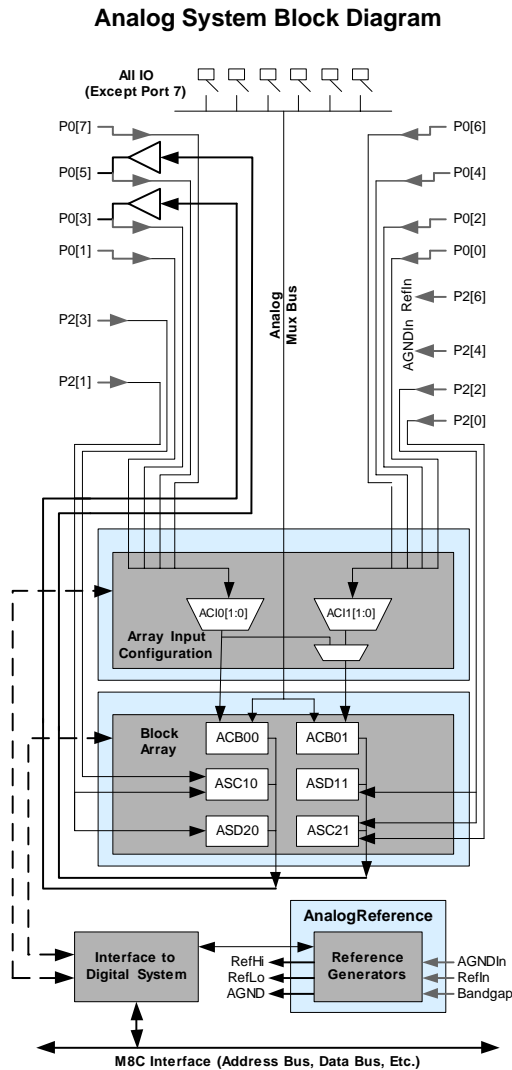 Analog System Block Diagram
All IO
(Except Port 7)
P0[7]
P0[6]
P0[5]
P0[4]
P0[3]
P0[2]
P0[1]
P0[0]
Analog
Mux Bus
AGNDIn RefIn
P2[6]
P2[3]
P2[4]
P2[1]
P2[2]
P2[0]
ACI0[1:0]
ACI1[1:0]
Array Input
Configuration
Block
Array
ACB00
ACB01
ASC10
ASD11
ASD20
ASC21
AnalogReference
Interface to
Digital System
RefHi
RefLo
AGND
Reference
Generators
AGNDIn
RefIn
Bandgap
M8C Interface (Address Bus, Data Bus, Etc.)